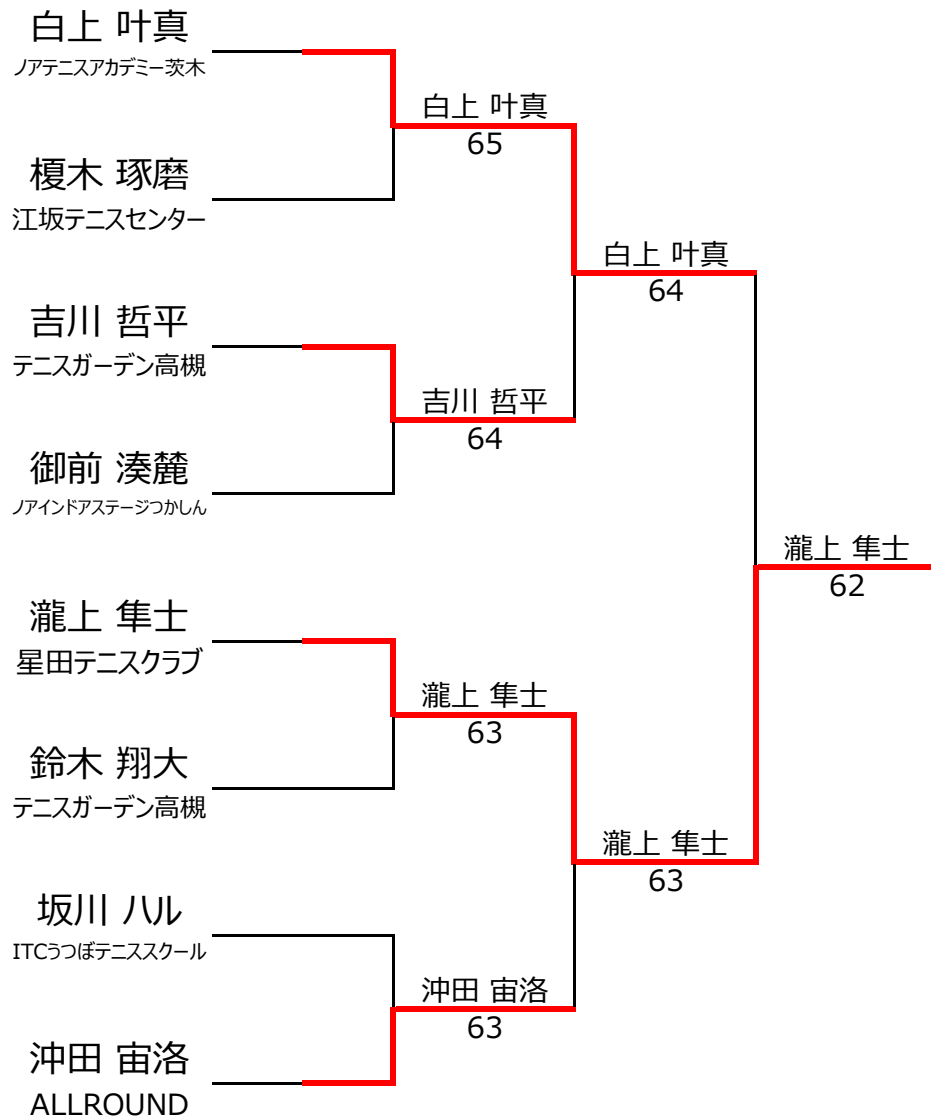 白上 叶真
ノアテニスアカデミー茨木
白上 叶真
65
榎木 琢磨
江坂テニスセンター
白上 叶真
64
吉川 哲平
テニスガーデン高槻
吉川 哲平
64
御前 湊麓
ノアインドアステージつかしん
瀧上 隼士
62
瀧上 隼士
星田テニスクラブ
瀧上 隼士
63
鈴木 翔大
テニスガーデン高槻
瀧上 隼士
63
坂川 ハル
ITCうつぼテニススクール
沖田 宙洛
63
沖田 宙洛
ALLROUND